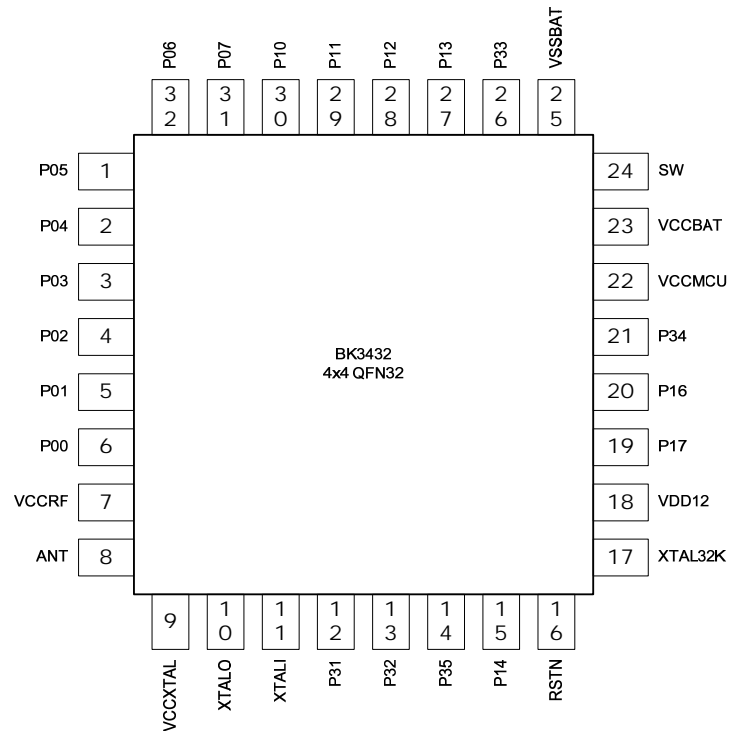 P06 P07 P10 P11 P12 P13 P33 VSSBAT
32 31 30 29 28 27 26 25
P05 1 24 SW
P04 2 23 VCCBAT
P03 3 22 VCCMCU
P02 4 21 P34
BK3432
4x4 QFN32
P01 5 20 P16
P00 6 19 P17
VCCRF 7 18 VDD12
ANT 8 17 XTAL32K
9 10 11 12 13 14 15 16
VCCXTAL XTALO XTALI P31 P32 P35 P14 RSTN